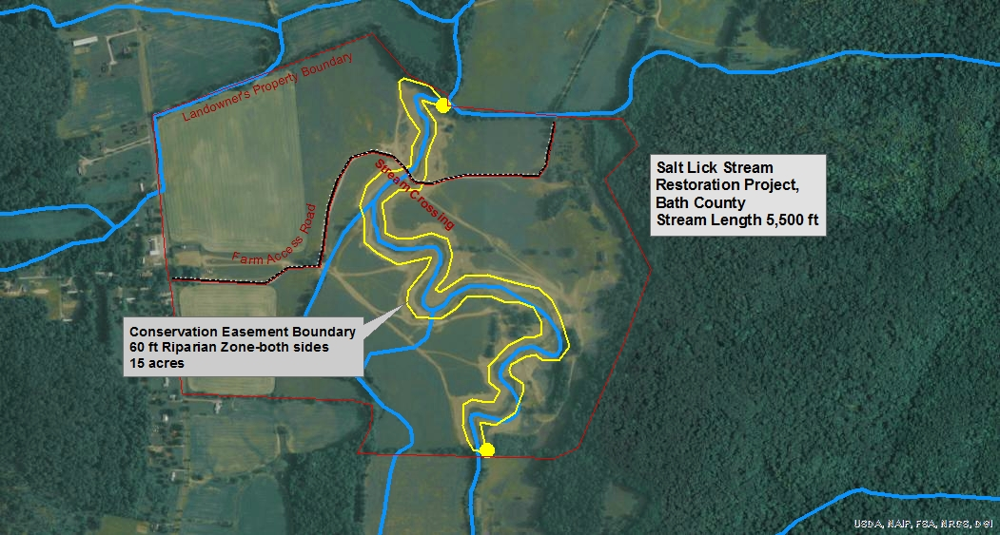 Landowner's Property Boundary
Salt Lick Stream
Restoration Project,
Bath County
Stream Length 5,500 ft
Stream Crossing
Farm Access Road
Conservation Easement Boundary
60 ft Riparian Zone-both sides
15 acres
USDA, NAIP, FSA, NRCS, DGI